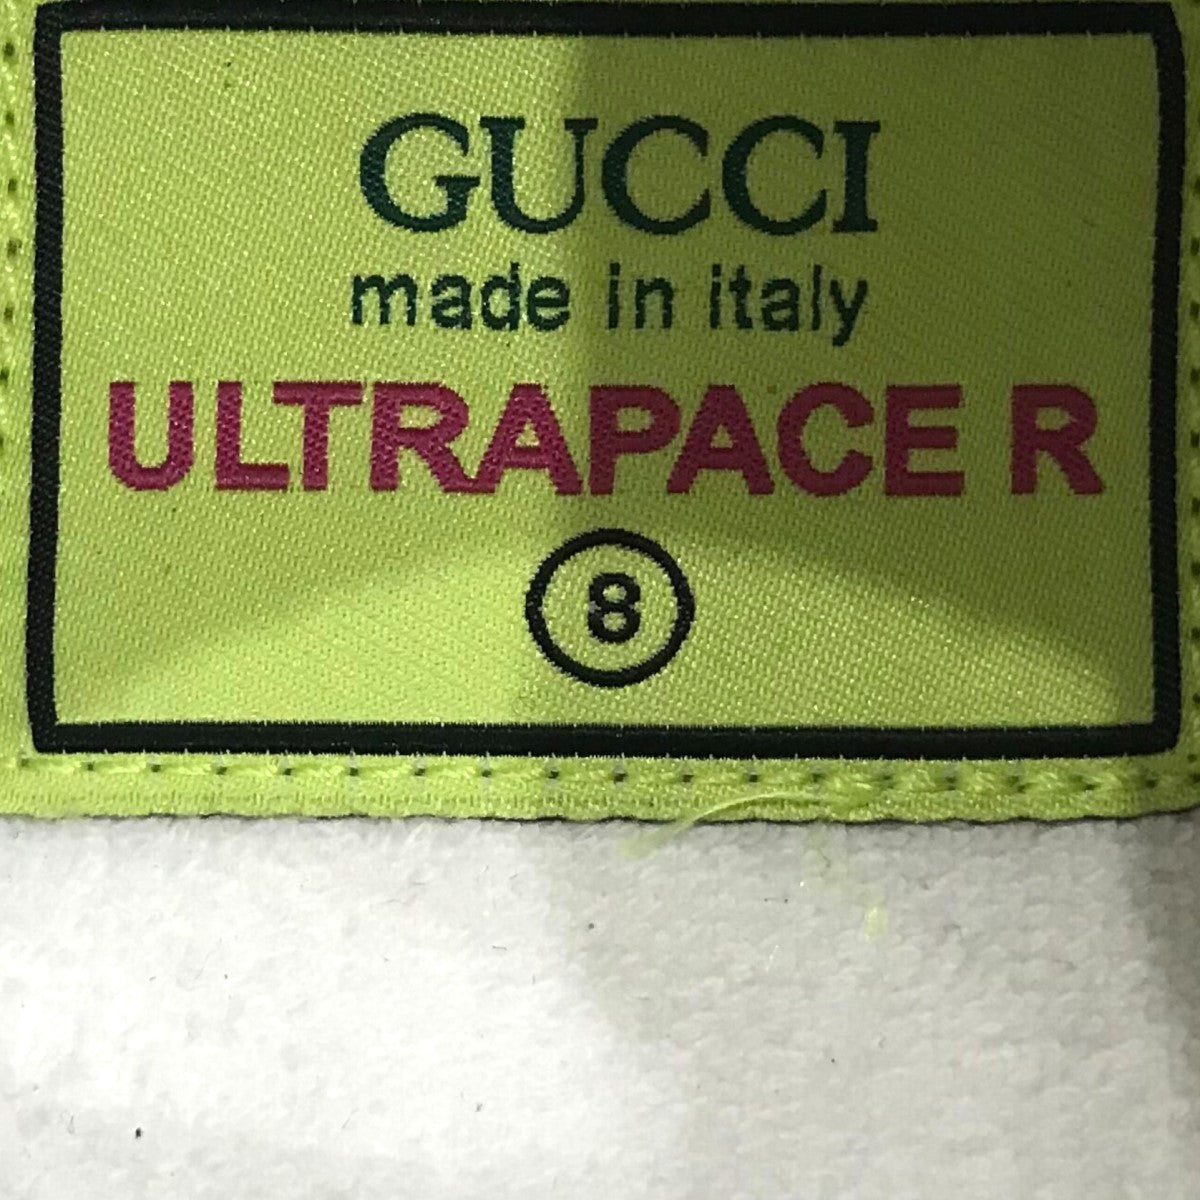 GUCCI
made in italy
ULTRAPACE R
8